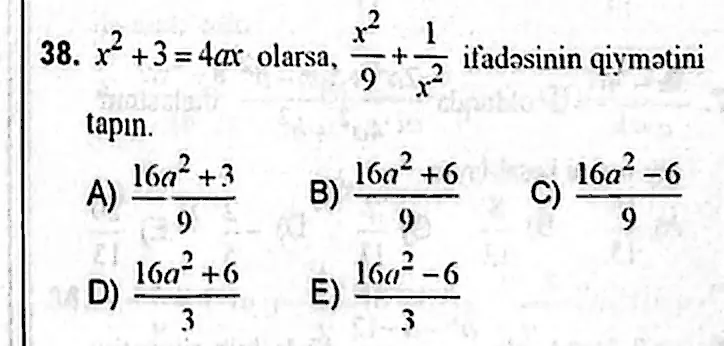 38. x² + 3 = 4ax olarsa, x²/9 + 1/x² ifadəsinin qiymətini
tapın.
A) (16a² + 3)/9 B) (16a² + 6)/9 C) (16a² − 6)/9
D) (16a² + 6)/3 E) (16a² − 6)/3